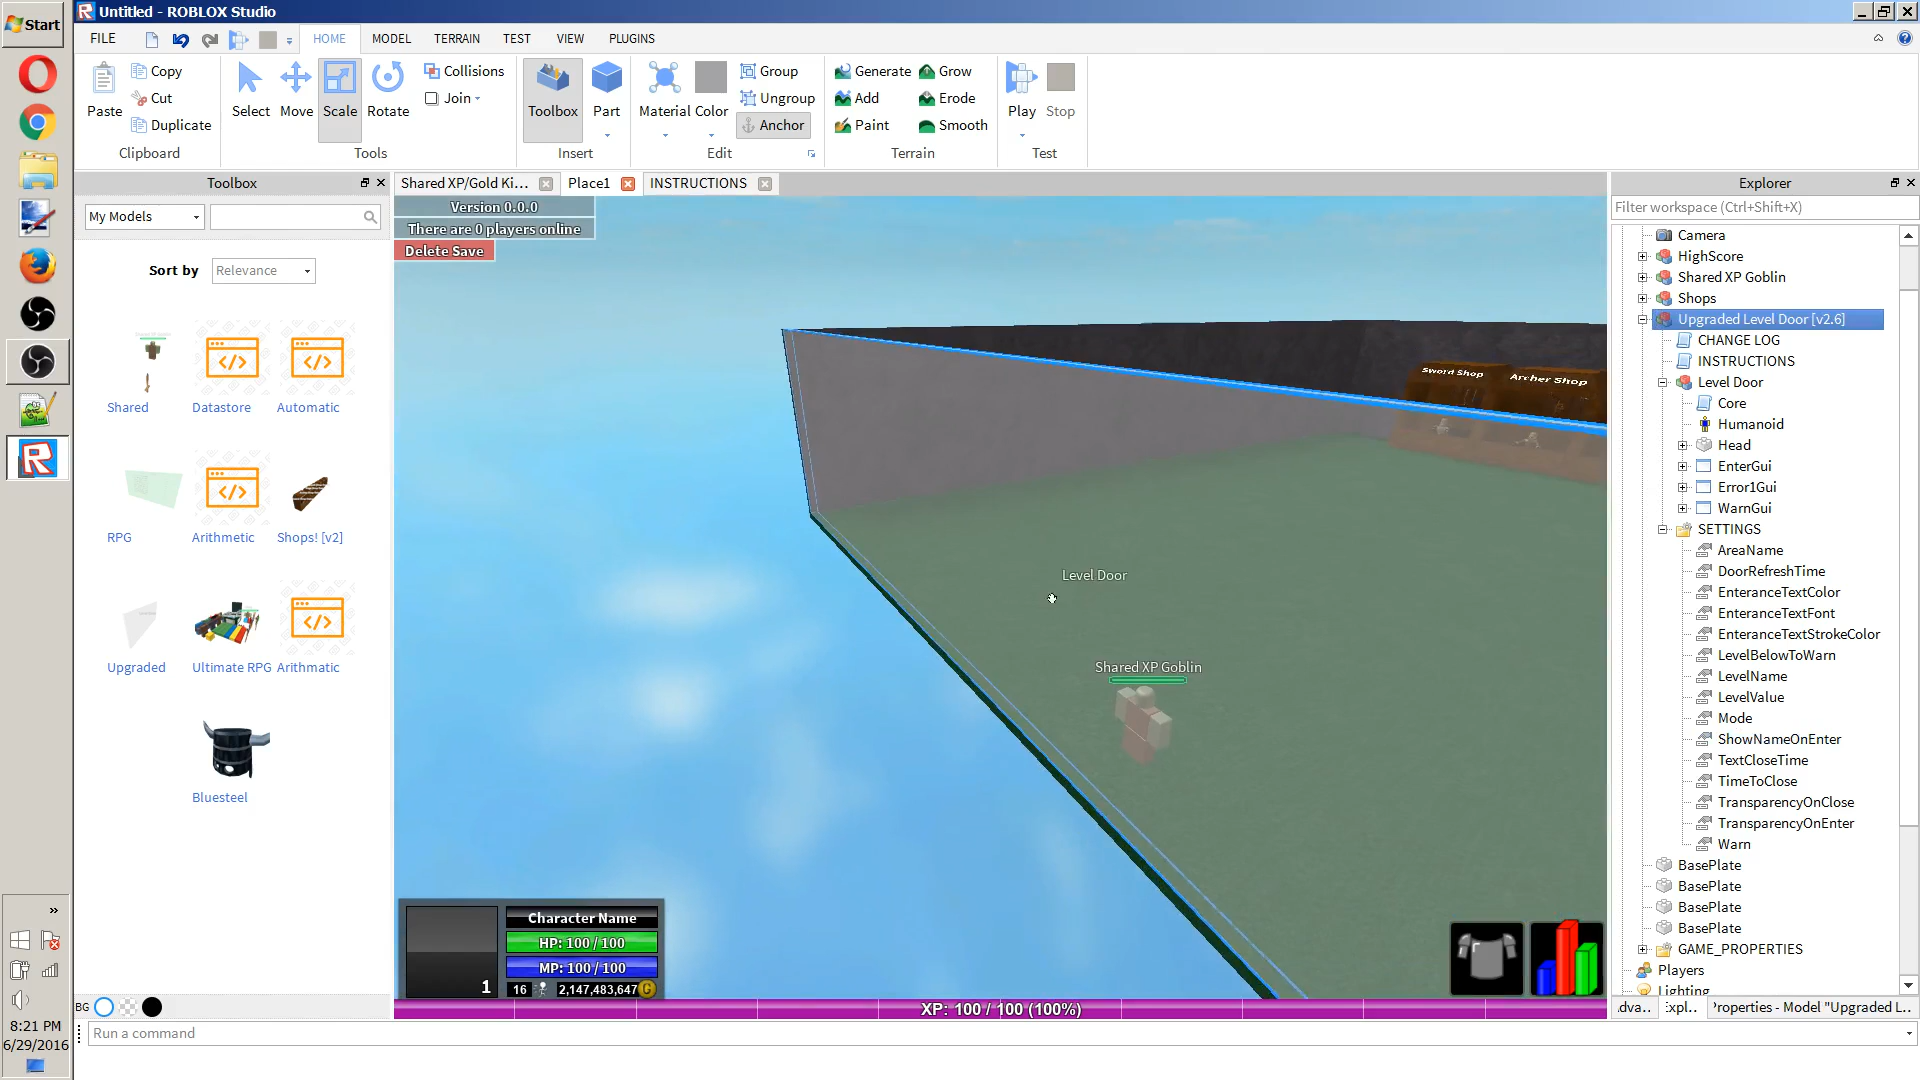 Start
Untitled - ROBLOX Studio
FILE
HOME
MODEL
TERRAIN
TEST
VIEW
PLUGINS
Paste
Copy
Cut
Duplicate
Clipboard
Select
Move
Scale
Rotate
Collisions
Join
Tools
Toolbox
Part
Insert
Material
Color
Group
Ungroup
Anchor
Edit
Generate
Add
Paint
Grow
Erode
Smooth
Terrain
Play
Stop
Test
Toolbox
My Models
Sort by
Relevance
Shared
Datastore
Automatic
RPG
Arithmetic
Shops! [v2]
Upgraded
Ultimate RPG
Arithmatic
Bluesteel
BG
Shared XP/Gold Ki...
Place1
INSTRUCTIONS
Version 0.0.0
There are 0 players online
Delete Save
Sword Shop
Archer Shop
Level Door
Shared XP Goblin
Character Name
HP: 100 / 100
MP: 100 / 100
1
16
2,147,483,647
G
XP: 100 / 100 (100%)
Explorer
Filter workspace (Ctrl+Shift+X)
Camera
HighScore
Shared XP Goblin
Shops
Upgraded Level Door [v2.6]
CHANGE LOG
INSTRUCTIONS
Level Door
Core
Humanoid
Head
EnterGui
Error1Gui
WarnGui
SETTINGS
AreaName
DoorRefreshTime
EnteranceTextColor
EnteranceTextFont
EnteranceTextStrokeColor
LevelBelowToWarn
LevelName
LevelValue
Mode
ShowNameOnEnter
TextCloseTime
TimeToClose
TransparencyOnClose
TransparencyOnEnter
Warn
BasePlate
BasePlate
BasePlate
BasePlate
GAME_PROPERTIES
Players
Lighting
dva..
Expl..
Properties - Model "Upgraded L...
Run a command
8:21 PM
6/29/2016